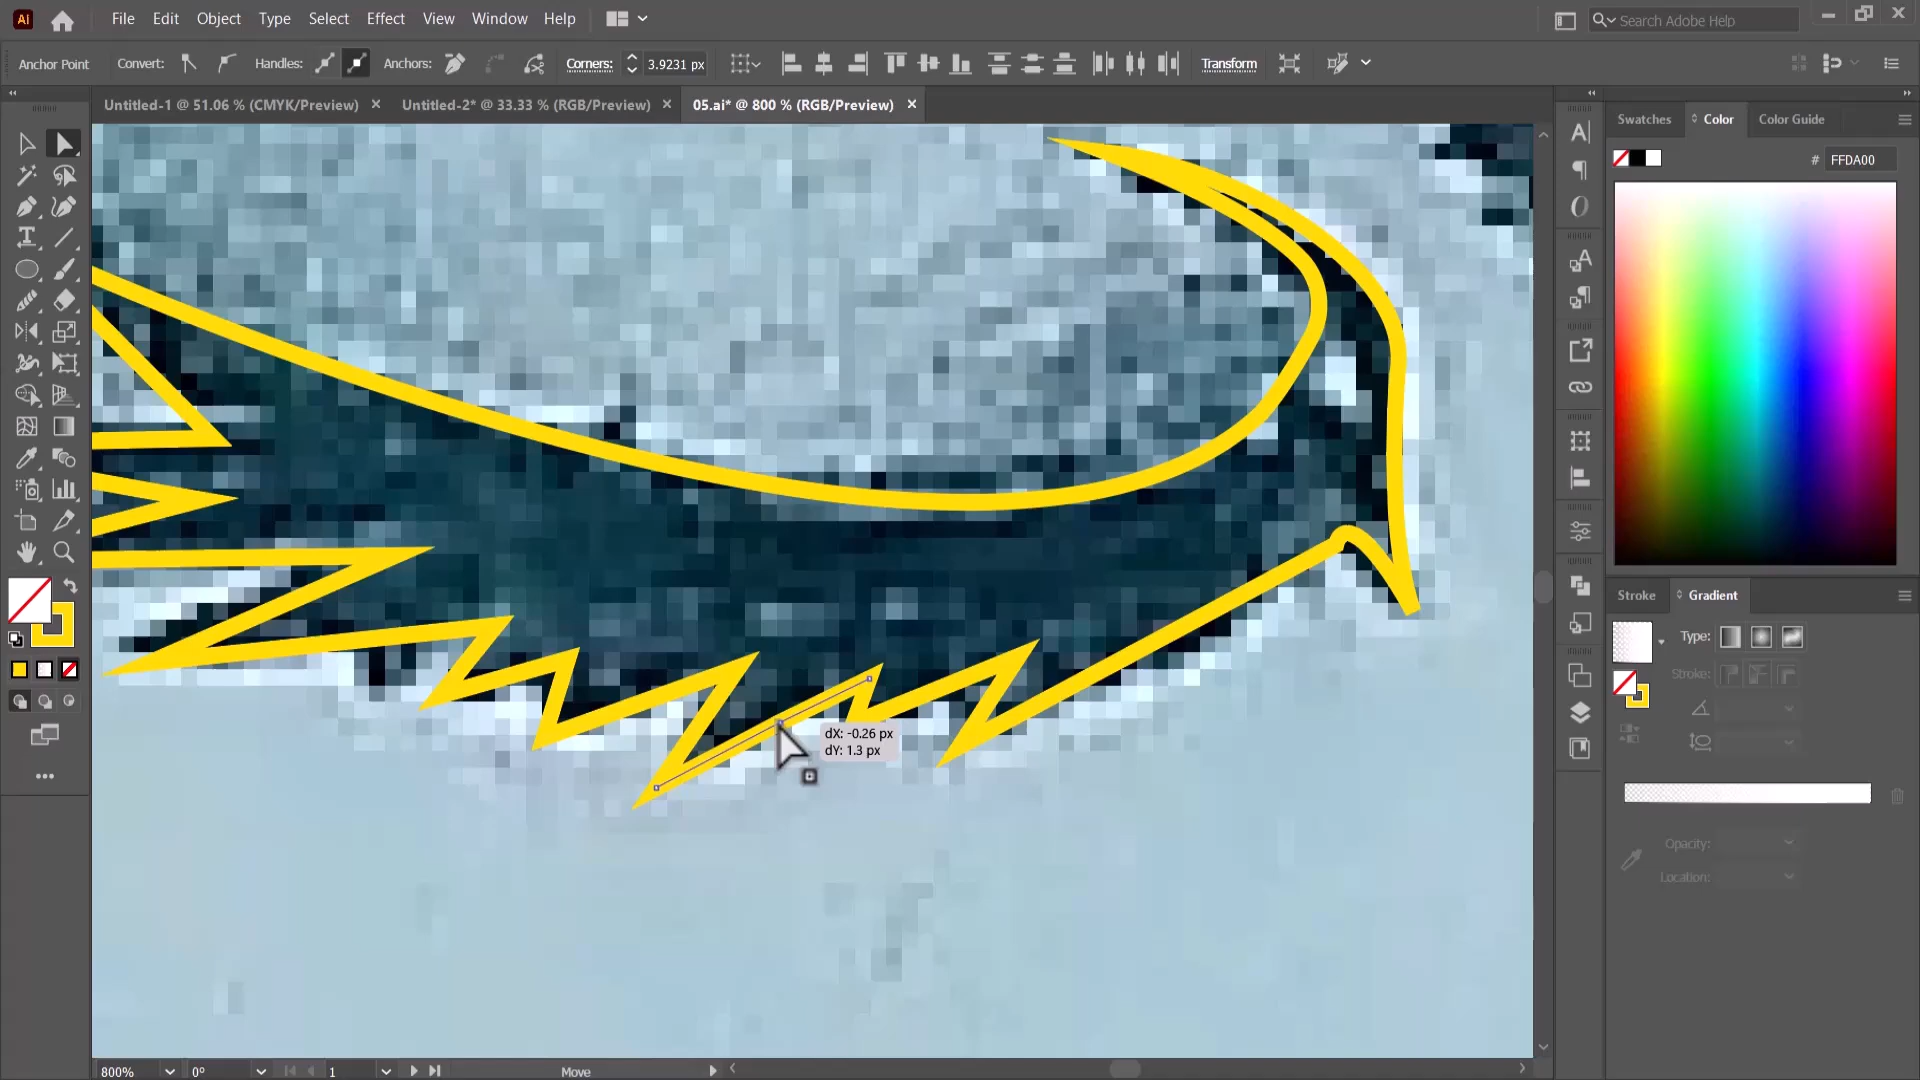 Ai File Edit Object Type Select Effect View Window Help Search Adobe Help
Anchor Point Convert: Handles: Anchors: Corners: 3.9231 px Transform
Untitled-1 @ 51.06 % (CMYK/Preview) × Untitled-2* @ 33.33 % (RGB/Preview) × 05.ai* @ 800 % (RGB/Preview) ×
Swatches Color Color Guide
# FFDA00
Stroke Gradient
Type:
Stroke:
dX: -0.26 px
dY: 1.3 px
Opacity:
Location:
800% 0° 1 Move